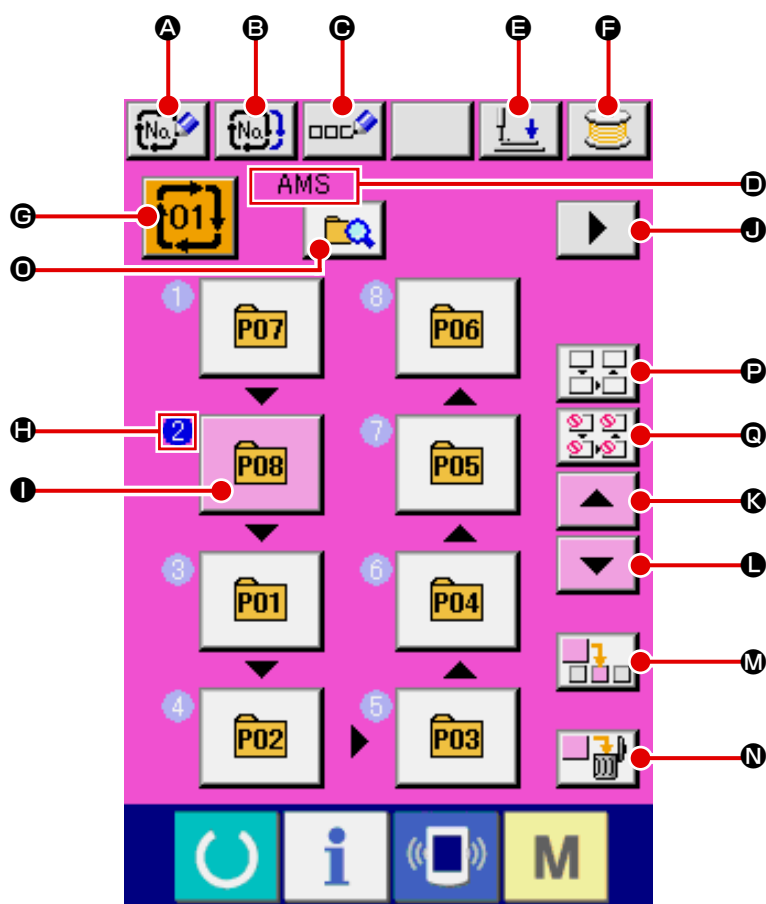 A B C E F
No. No.
AMS D
G 01 J
O
1 P07 8 P06
P
H 2 P08 7 P05 Q
I K
3 P01 6 P04 L
M
4 P02 5 P03 N
i M